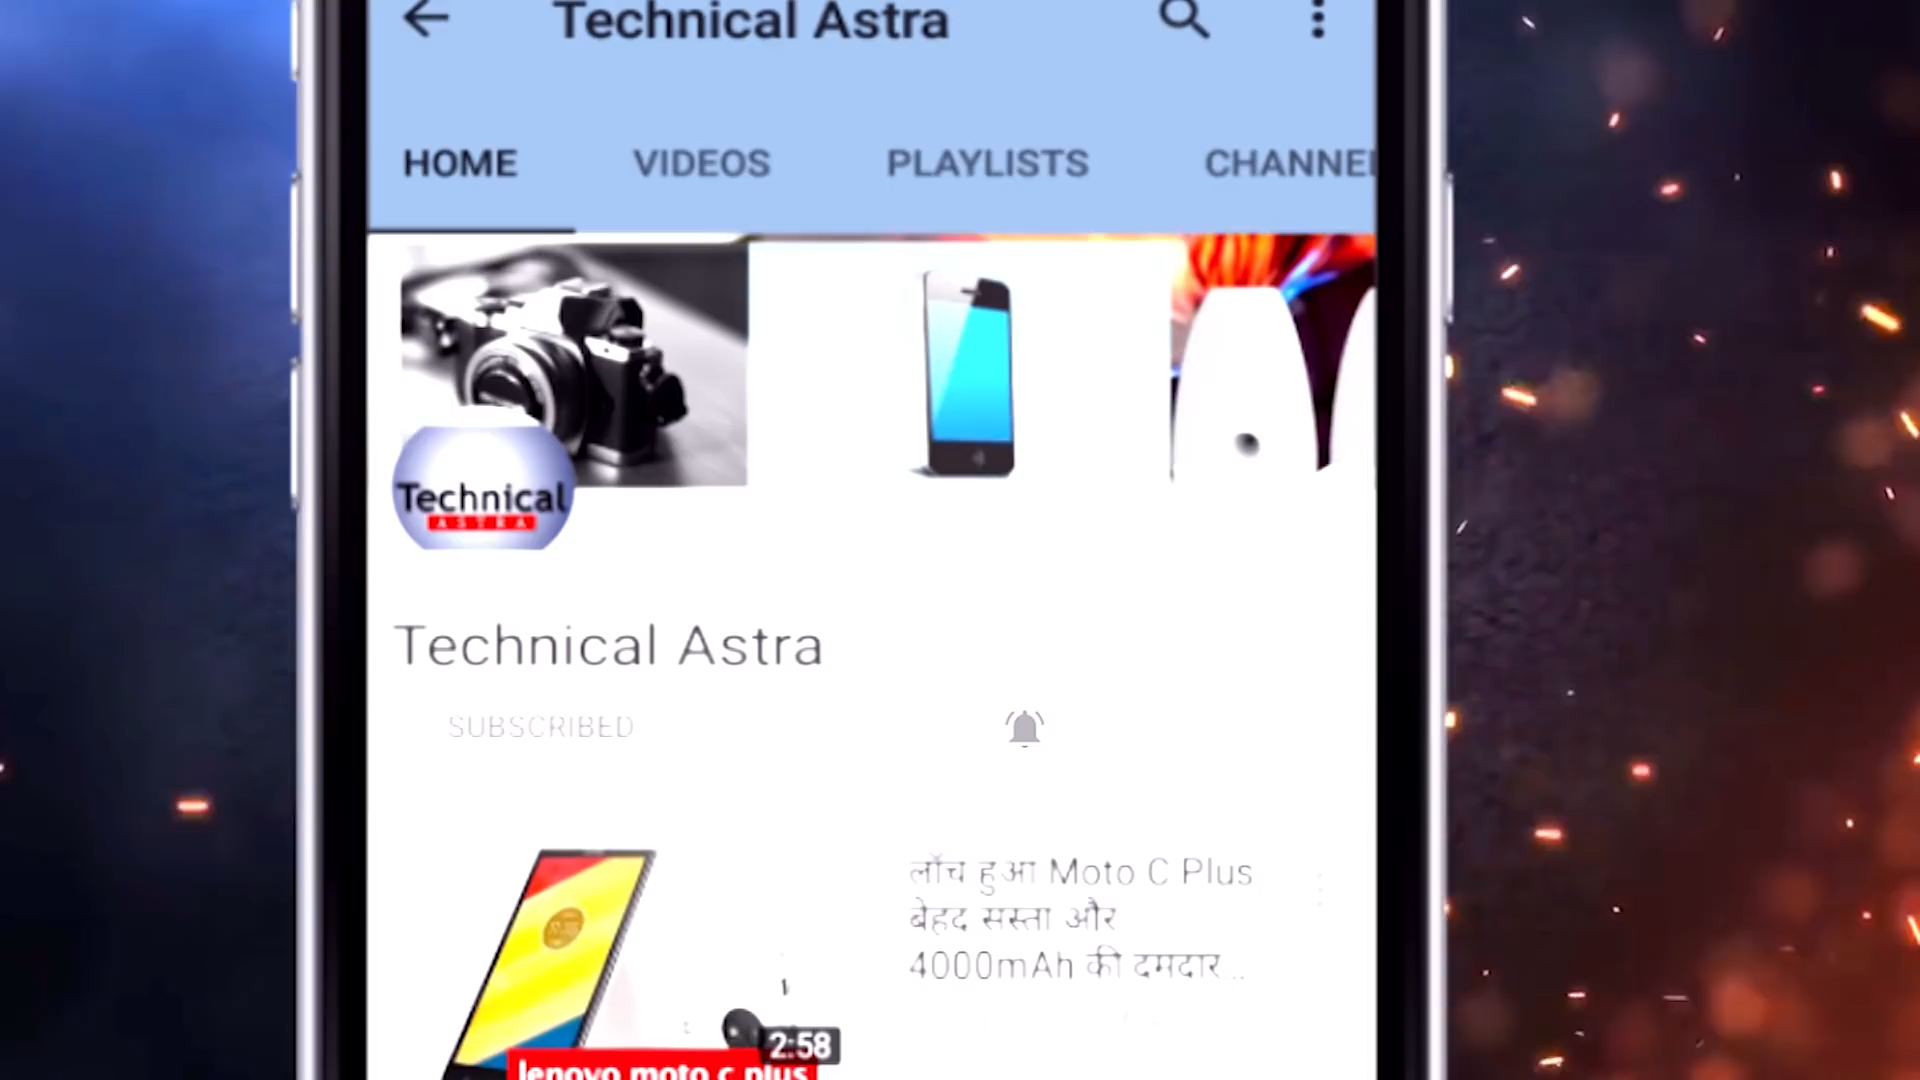 Technical Astra
HOME VIDEOS PLAYLISTS CHANNEL
Technical
ASTRA
Technical Astra
SUBSCRIBED
लॉच हुआ Moto C Plus
बेहद सस्ता और
4000mAh की दमदार...
2:58
lenovo moto c plus